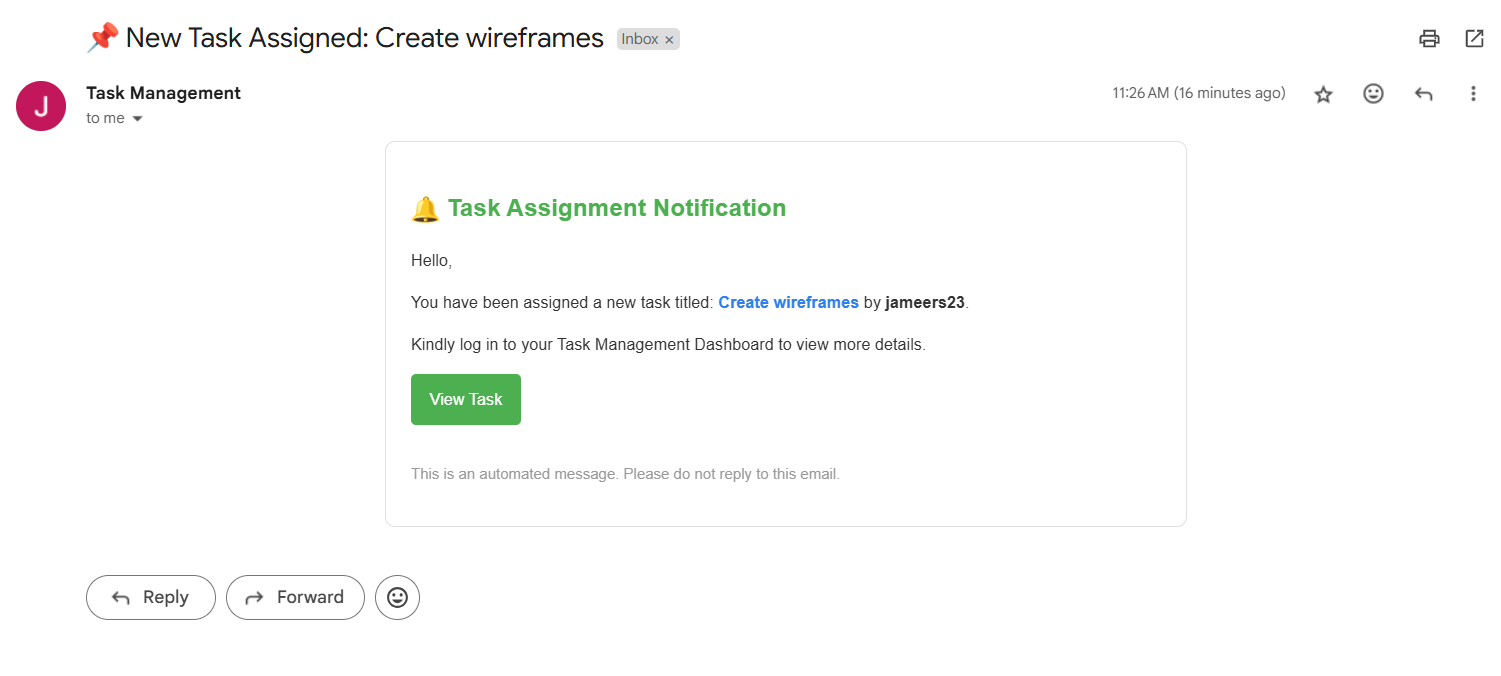 📌 New Task Assigned: Create wireframes Inbox ×
J
Task Management
11:26 AM (16 minutes ago)
to me
🔔 Task Assignment Notification
Hello,
You have been assigned a new task titled: Create wireframes by jameers23.
Kindly log in to your Task Management Dashboard to view more details.
View Task
This is an automated message. Please do not reply to this email.
Reply Forward